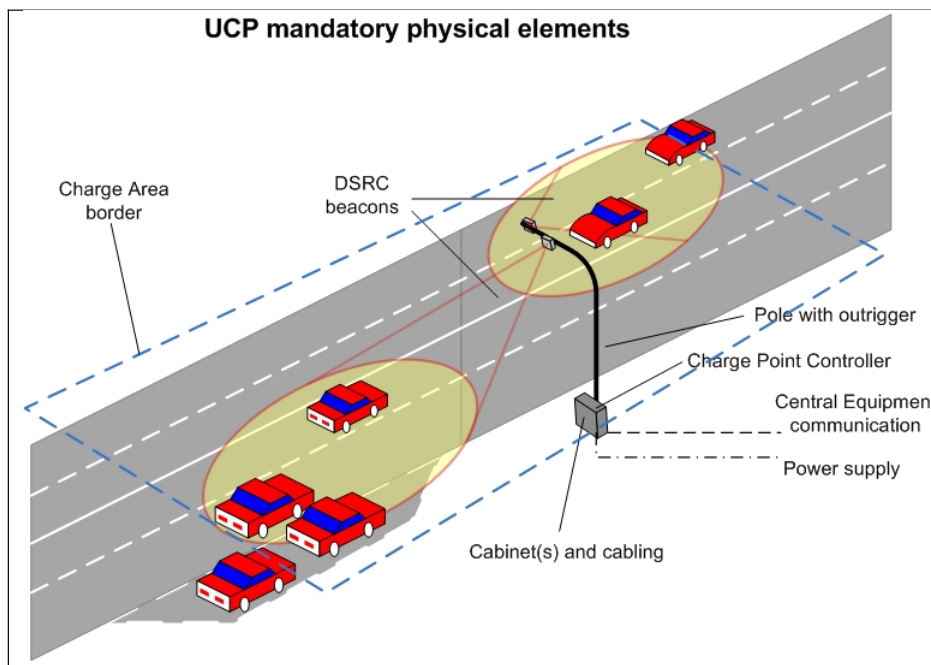 UCP mandatory physical elements
Charge Area
border
DSRC
beacons
Pole with outrigger
Charge Point Controller
Central Equipmen
communication
Power supply
Cabinet(s) and cabling